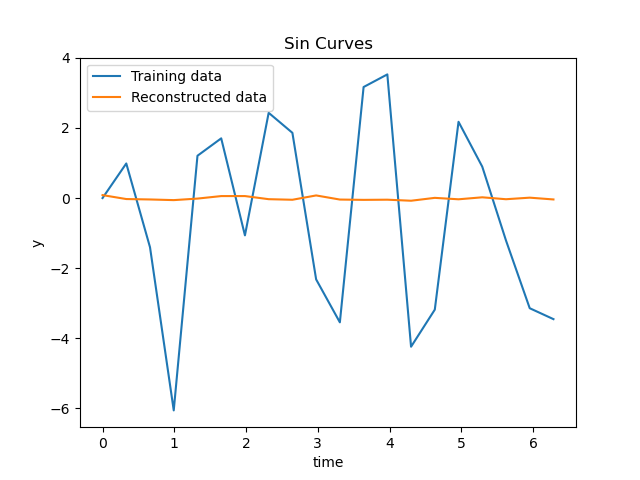 Sin Curves
Training data
Reconstructed data
y
4
2
0
−2
−4
−6
0 1 2 3 4 5 6
time